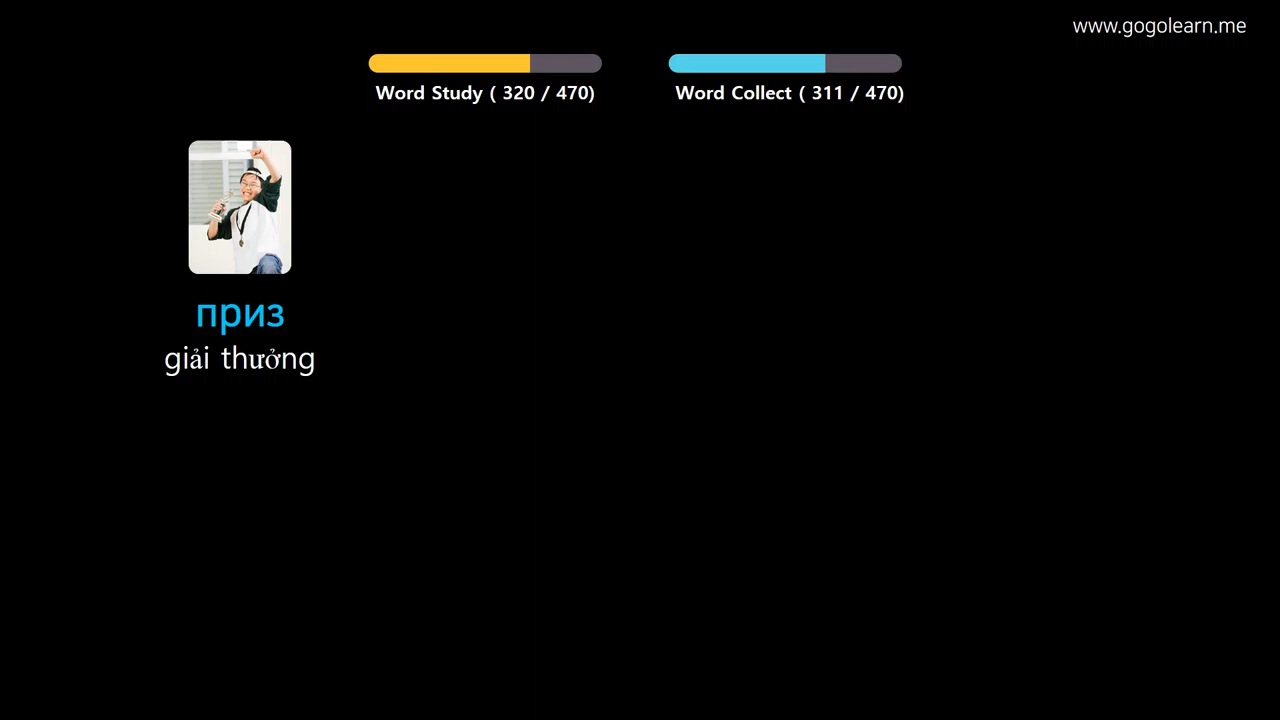 www.gogolearn.me
Word Study ( 320 / 470)
Word Collect ( 311 / 470)
приз
giải thưởng